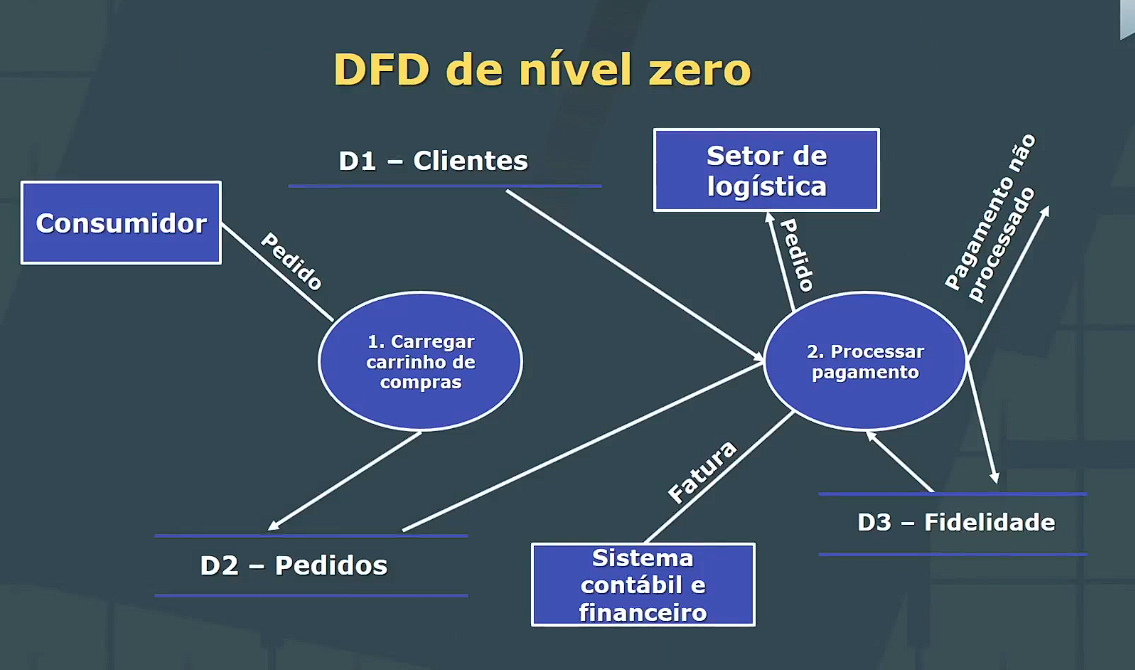 DFD de nível zero
D1 – Clientes
Setor de
logística
Consumidor
Pedido
Pedido
Pagamento não
processado
1. Carregar
carrinho de
compras
2. Processar
pagamento
Fatura
D3 – Fidelidade
D2 – Pedidos
Sistema
contábil e
financeiro